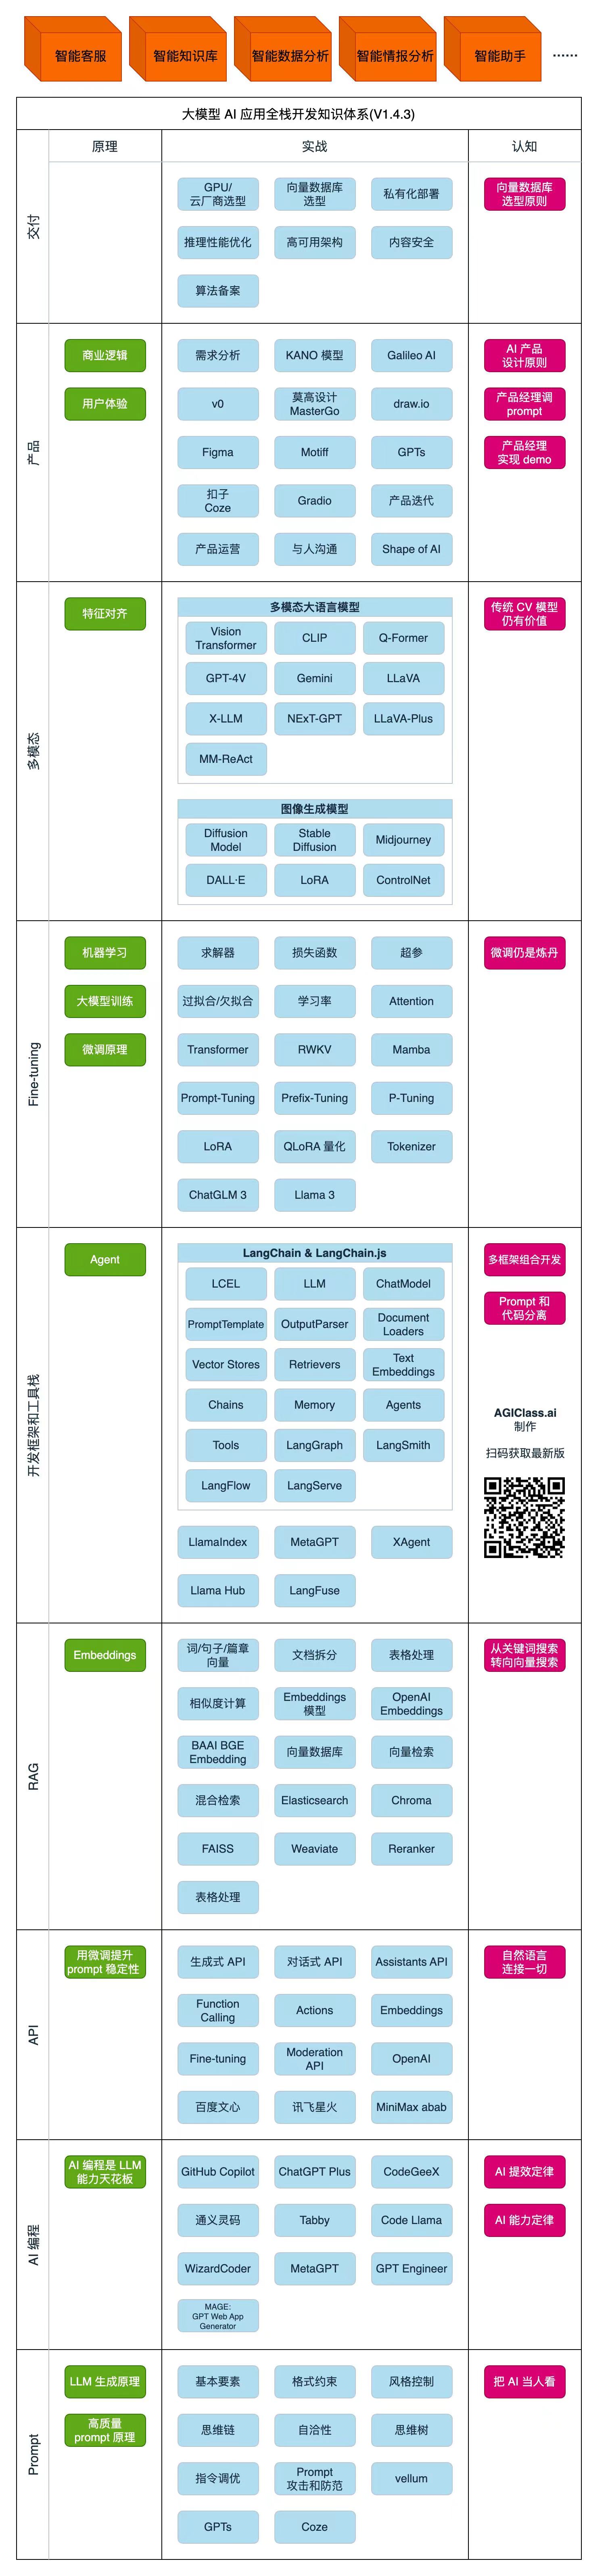 智能客服
智能知识库
智能数据分析
智能情报分析
智能助手
……
大模型 AI 应用全栈开发知识体系(V1.4.3)
原理
实战
认知
交付
GPU/
云厂商选型
向量数据库
选型
私有化部署
向量数据库
选型原则
推理性能优化
高可用架构
内容安全
算法备案
产品
商业逻辑
需求分析
KANO 模型
Galileo AI
AI 产品
设计原则
用户体验
v0
莫高设计
MasterGo
draw.io
产品经理调
prompt
Figma
Motiff
GPTs
产品经理
实现 demo
扣子
Coze
Gradio
产品迭代
产品运营
与人沟通
Shape of AI
多模态
特征对齐
多模态大语言模型
传统 CV 模型
仍有价值
Vision
Transformer
CLIP
Q-Former
GPT-4V
Gemini
LLaVA
X-LLM
NExT-GPT
LLaVA-Plus
MM-ReAct
图像生成模型
Diffusion
Model
Stable
Diffusion
Midjourney
DALL·E
LoRA
ControlNet
Fine-tuning
机器学习
求解器
损失函数
超参
微调仍是炼丹
大模型训练
过拟合/欠拟合
学习率
Attention
微调原理
Transformer
RWKV
Mamba
Prompt-Tuning
Prefix-Tuning
P-Tuning
LoRA
QLoRA 量化
Tokenizer
ChatGLM 3
Llama 3
开发框架和工具栈
Agent
LangChain & LangChain.js
多框架组合开发
LCEL
LLM
ChatModel
Prompt 和
代码分离
PromptTemplate
OutputParser
Document
Loaders
Vector Stores
Retrievers
Text
Embeddings
Chains
Memory
Agents
AGIClass.ai
制作
Tools
LangGraph
LangSmith
扫码获取最新版
LangFlow
LangServe
LlamaIndex
MetaGPT
XAgent
Llama Hub
LangFuse
RAG
Embeddings
词/句子/篇章
向量
文档拆分
表格处理
从关键词搜索
转向向量搜索
相似度计算
Embeddings
模型
OpenAI
Embeddings
BAAI BGE
Embedding
向量数据库
向量检索
混合检索
Elasticsearch
Chroma
FAISS
Weaviate
Reranker
表格处理
API
用微调提升
prompt 稳定性
生成式 API
对话式 API
Assistants API
自然语言
连接一切
Function
Calling
Actions
Embeddings
Fine-tuning
Moderation
API
OpenAI
百度文心
讯飞星火
MiniMax abab
AI 编程
AI 编程是 LLM
能力天花板
GitHub Copilot
ChatGPT Plus
CodeGeeX
AI 提效定律
通义灵码
Tabby
Code Llama
AI 能力定律
WizardCoder
MetaGPT
GPT Engineer
MAGE:
GPT Web App
Generator
Prompt
LLM 生成原理
基本要素
格式约束
风格控制
把 AI 当人看
高质量
prompt 原理
思维链
自洽性
思维树
指令调优
Prompt
攻击和防范
vellum
GPTs
Coze